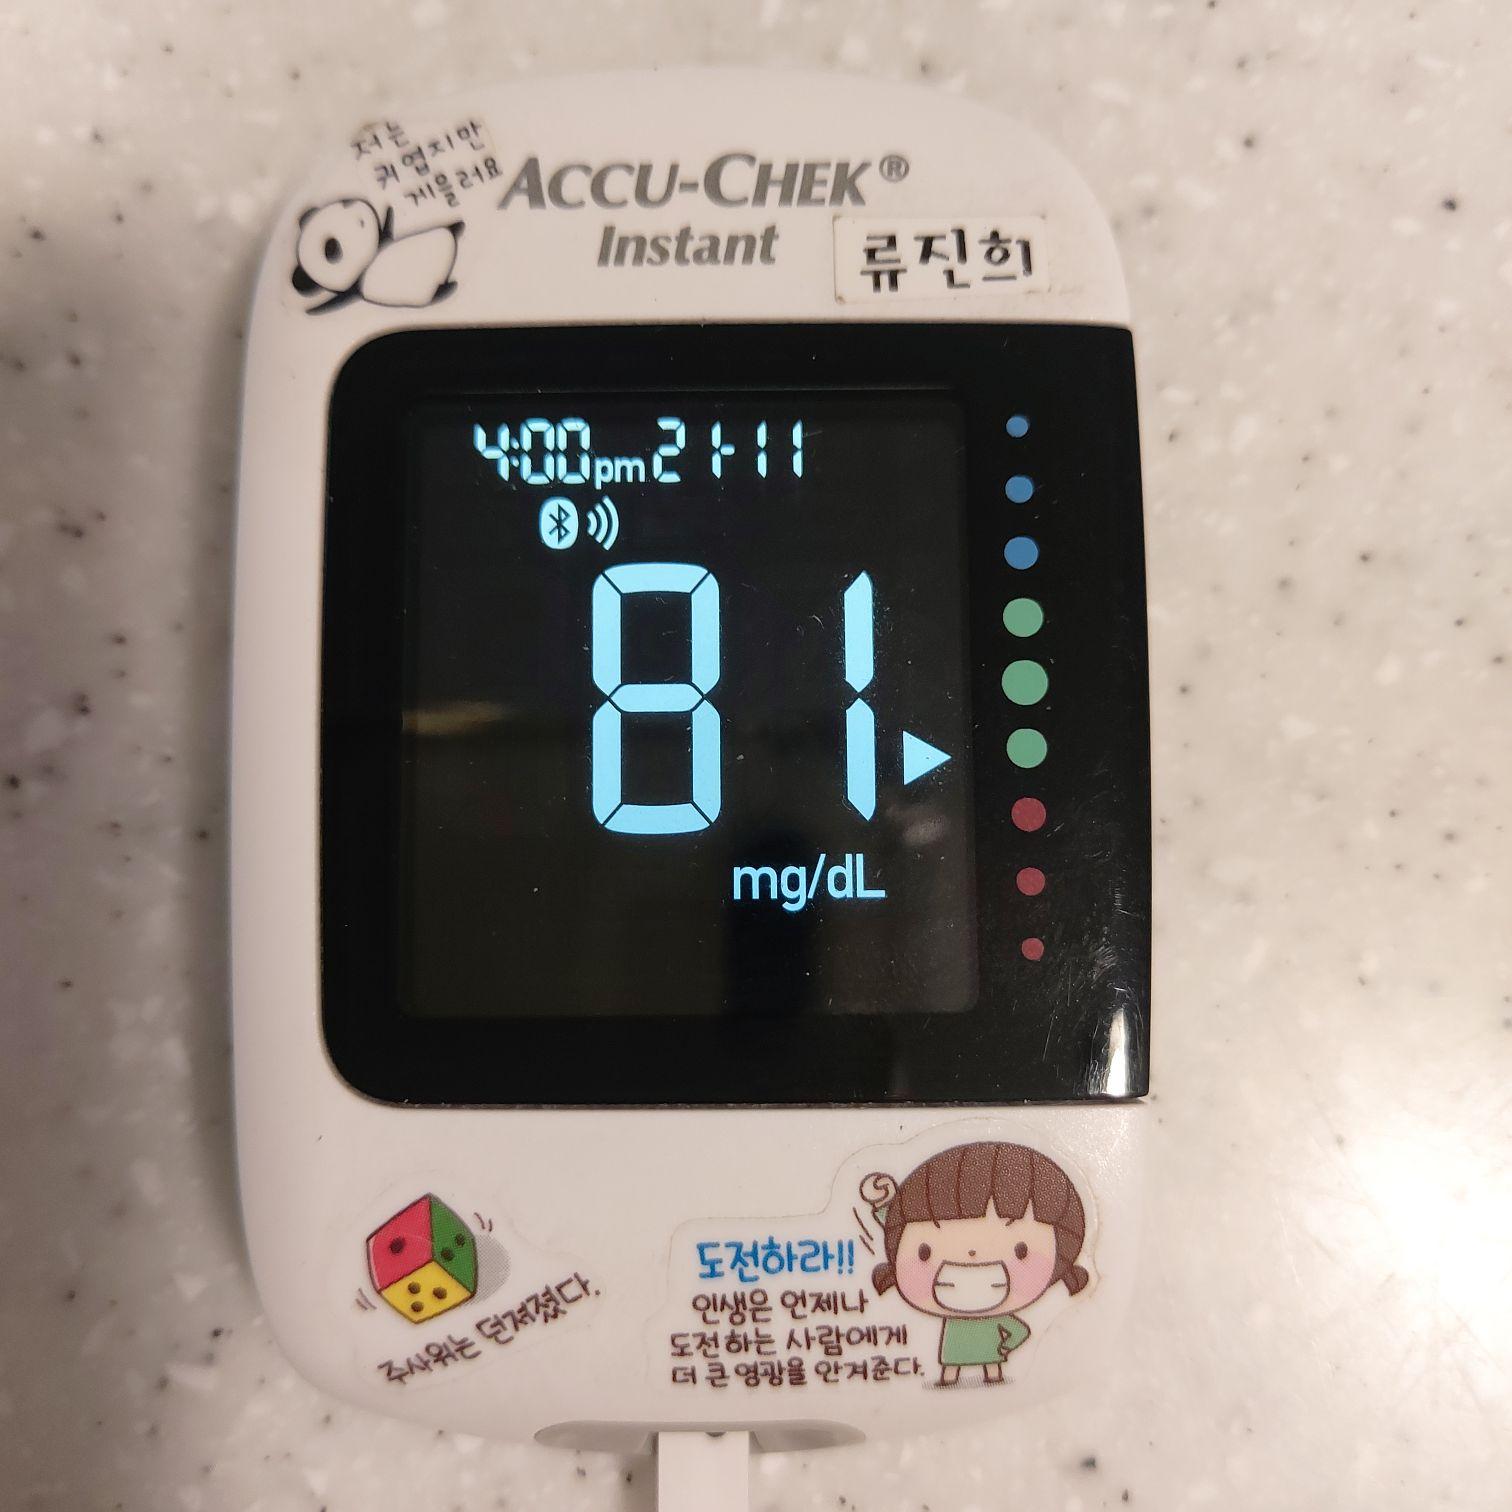 저는
귀엽지만
게을러요
ACCU-CHEK®
Instant
류진희
4:00pm 21-11
81
mg/dL
주사위는 던져졌다.
도전하라!!
인생은 언제나
도전하는 사람에게
더 큰 영광을 안겨준다.